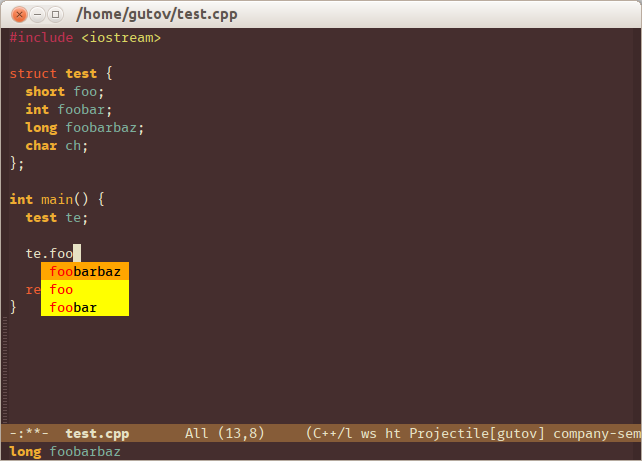 /home/gutov/test.cpp
#include <iostream>
struct test {
short foo;
int foobar;
long foobarbaz;
char ch;
};
int main() {
test te;
te.foo
foobarbaz
re foo
} foobar
-:**- test.cpp All (13,8) (C++/l ws ht Projectile[gutov] company-sem
long foobarbaz